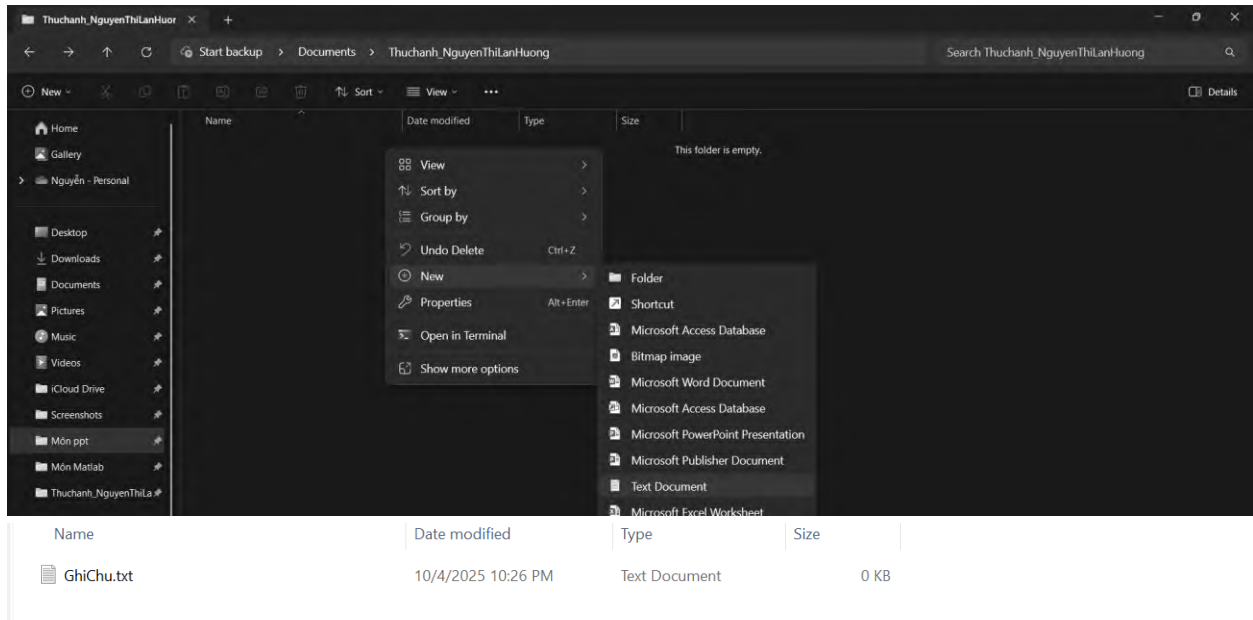 Thuchanh_NguyenThiLanHuor
Start backup > Documents > Thuchanh_NguyenThiLanHuong
Search Thuchanh_NguyenThiLanHuong
New
Sort
View
Details
Name
Date modified
Type
Size
This folder is empty.
Home
Gallery
Nguyễn - Personal
Desktop
Downloads
Documents
Pictures
Music
Videos
iCloud Drive
Screenshots
Môn ppt
Môn Matlab
Thuchanh_NguyenThiLa
View
Sort by
Group by
Undo Delete Ctrl+Z
New
Properties Alt+Enter
Open in Terminal
Show more options
Folder
Shortcut
Microsoft Access Database
Bitmap image
Microsoft Word Document
Microsoft Access Database
Microsoft PowerPoint Presentation
Microsoft Publisher Document
Text Document
Microsoft Excel Worksheet
Name Date modified Type Size
GhiChu.txt 10/4/2025 10:26 PM Text Document 0 KB